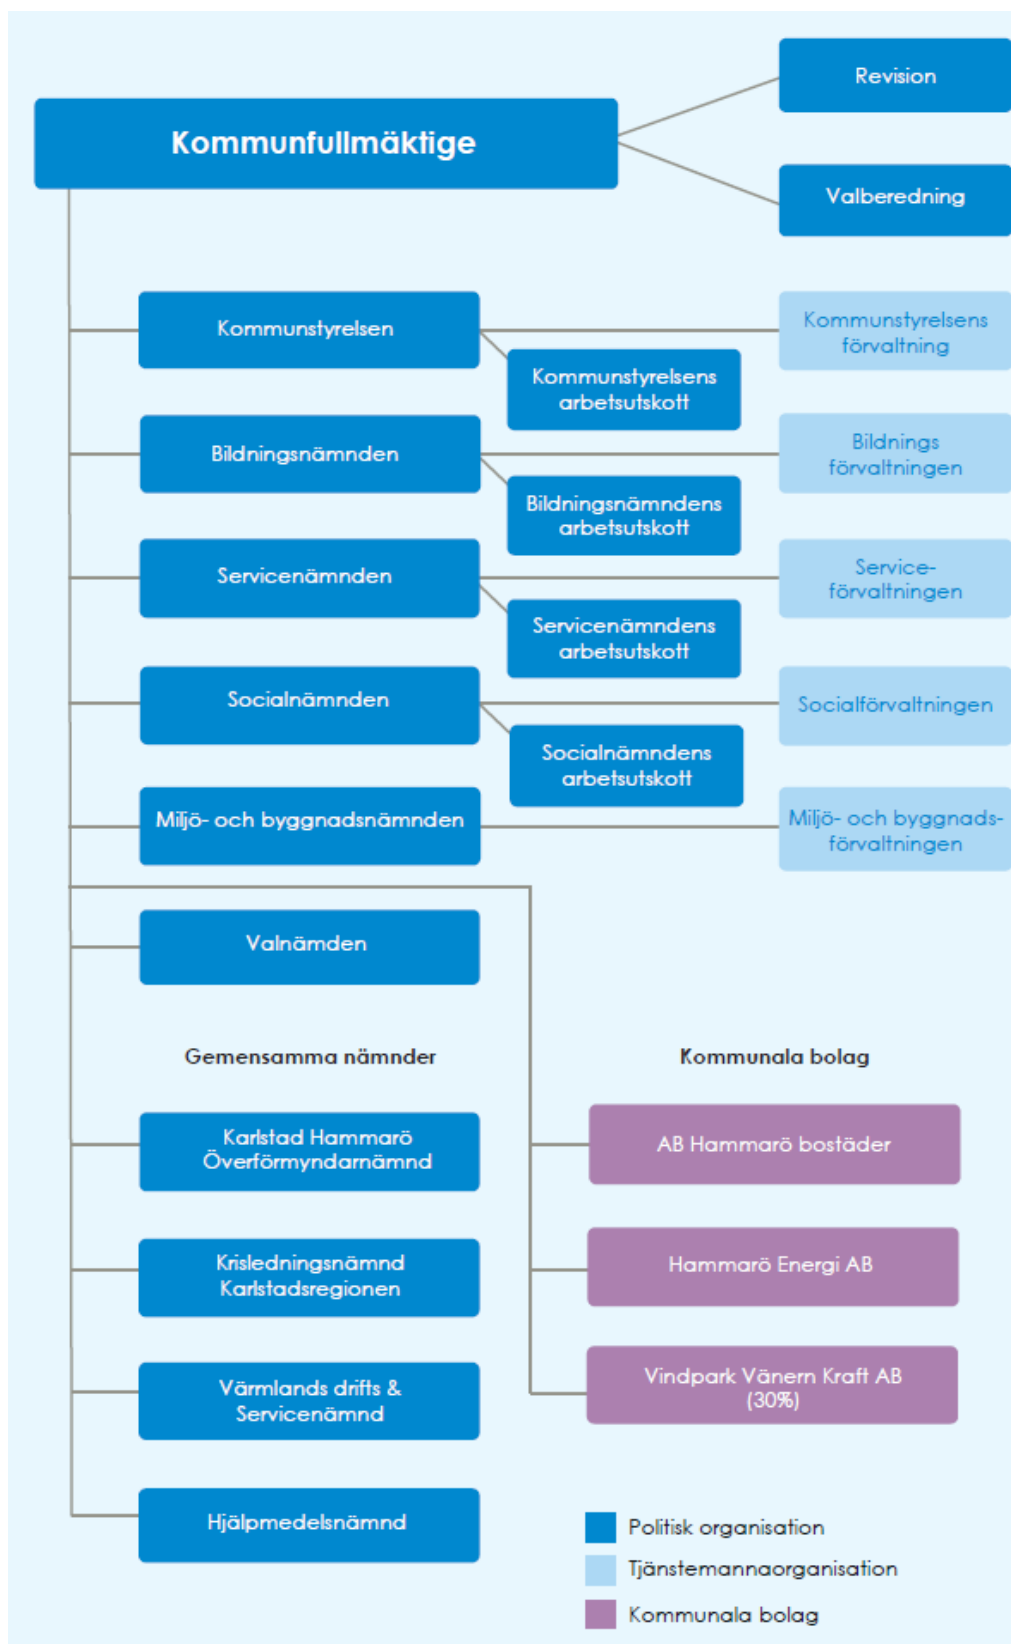 Revision
Kommunfullmäktige
Valberedning
Kommunstyrelsen
Kommunstyrelsens
förvaltning
Kommunstyrelsens
arbetsutskott
Bildningsnämnden
Bildnings
förvaltningen
Bildningsnämndens
arbetsutskott
Servicenämnden
Service-
förvaltningen
Servicenämndens
arbetsutskott
Socialnämnden
Socialförvaltningen
Socialnämndens
arbetsutskott
Miljö- och byggnadsnämnden
Miljö- och byggnads-
förvaltningen
Valnämden
Gemensamma nämnder
Kommunala bolag
Karlstad Hammarö
Överförmyndarnämnd
AB Hammarö bostäder
Krisledningsnämnd
Karlstadsregionen
Hammarö Energi AB
Värmlands drifts &
Servicenämnd
Vindpark Vänern Kraft AB
(30%)
Hjälpmedelsnämnd
Politisk organisation
Tjänstemannaorganisation
Kommunala bolag